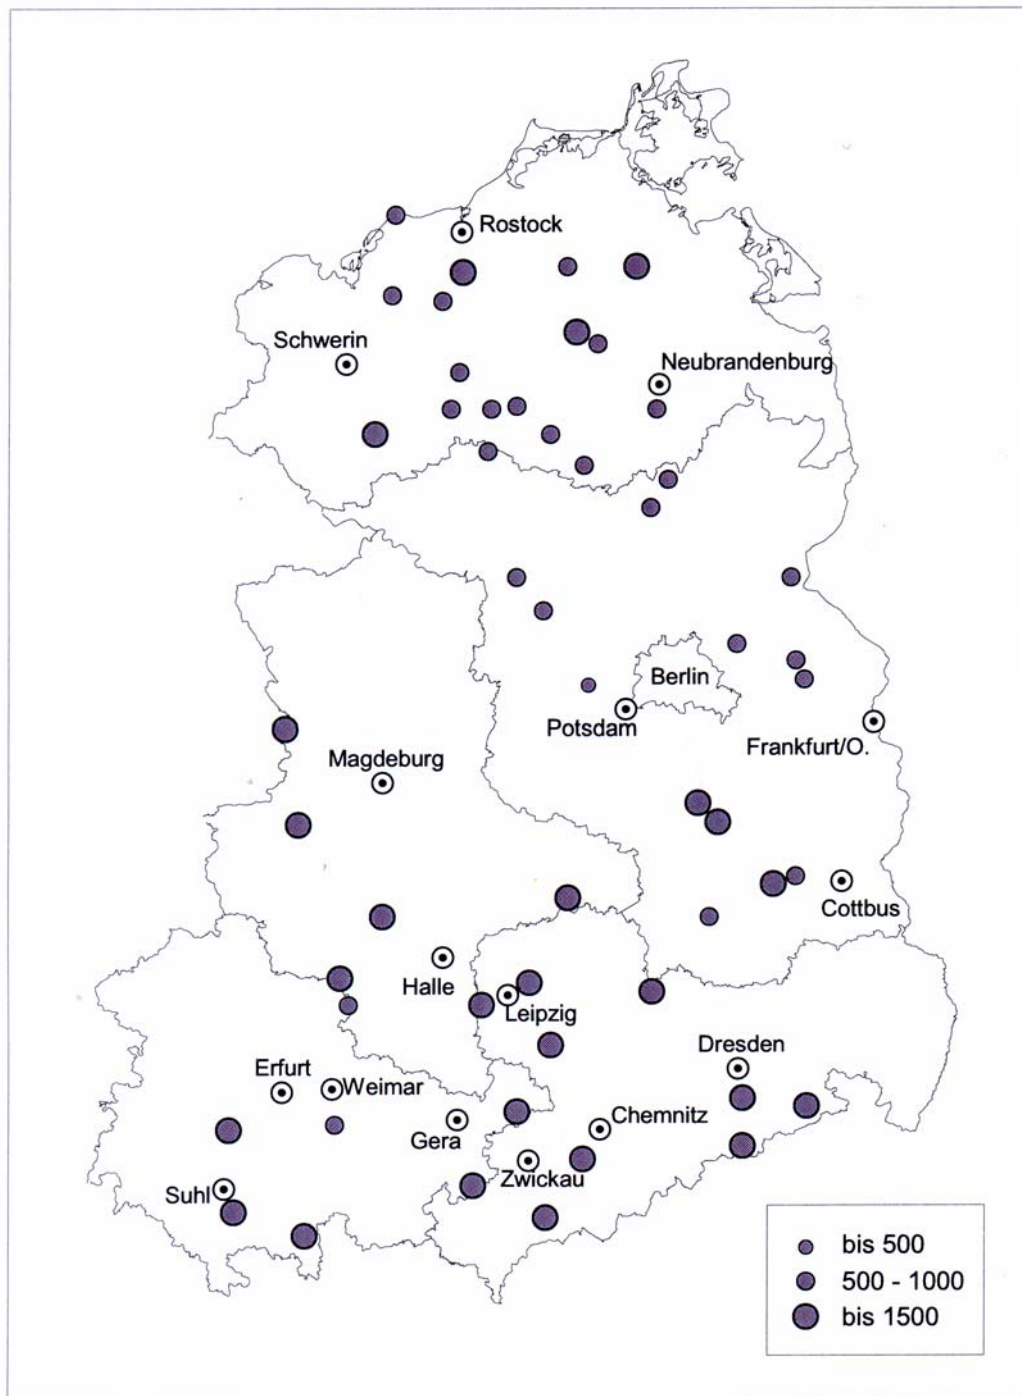 Rostock
Schwerin
Neubrandenburg
Berlin
Potsdam
Frankfurt/O.
Magdeburg
Cottbus
Halle
Leipzig
Dresden
Erfurt
Weimar
Chemnitz
Gera
Zwickau
Suhl
bis 500
500 - 1000
bis 1500